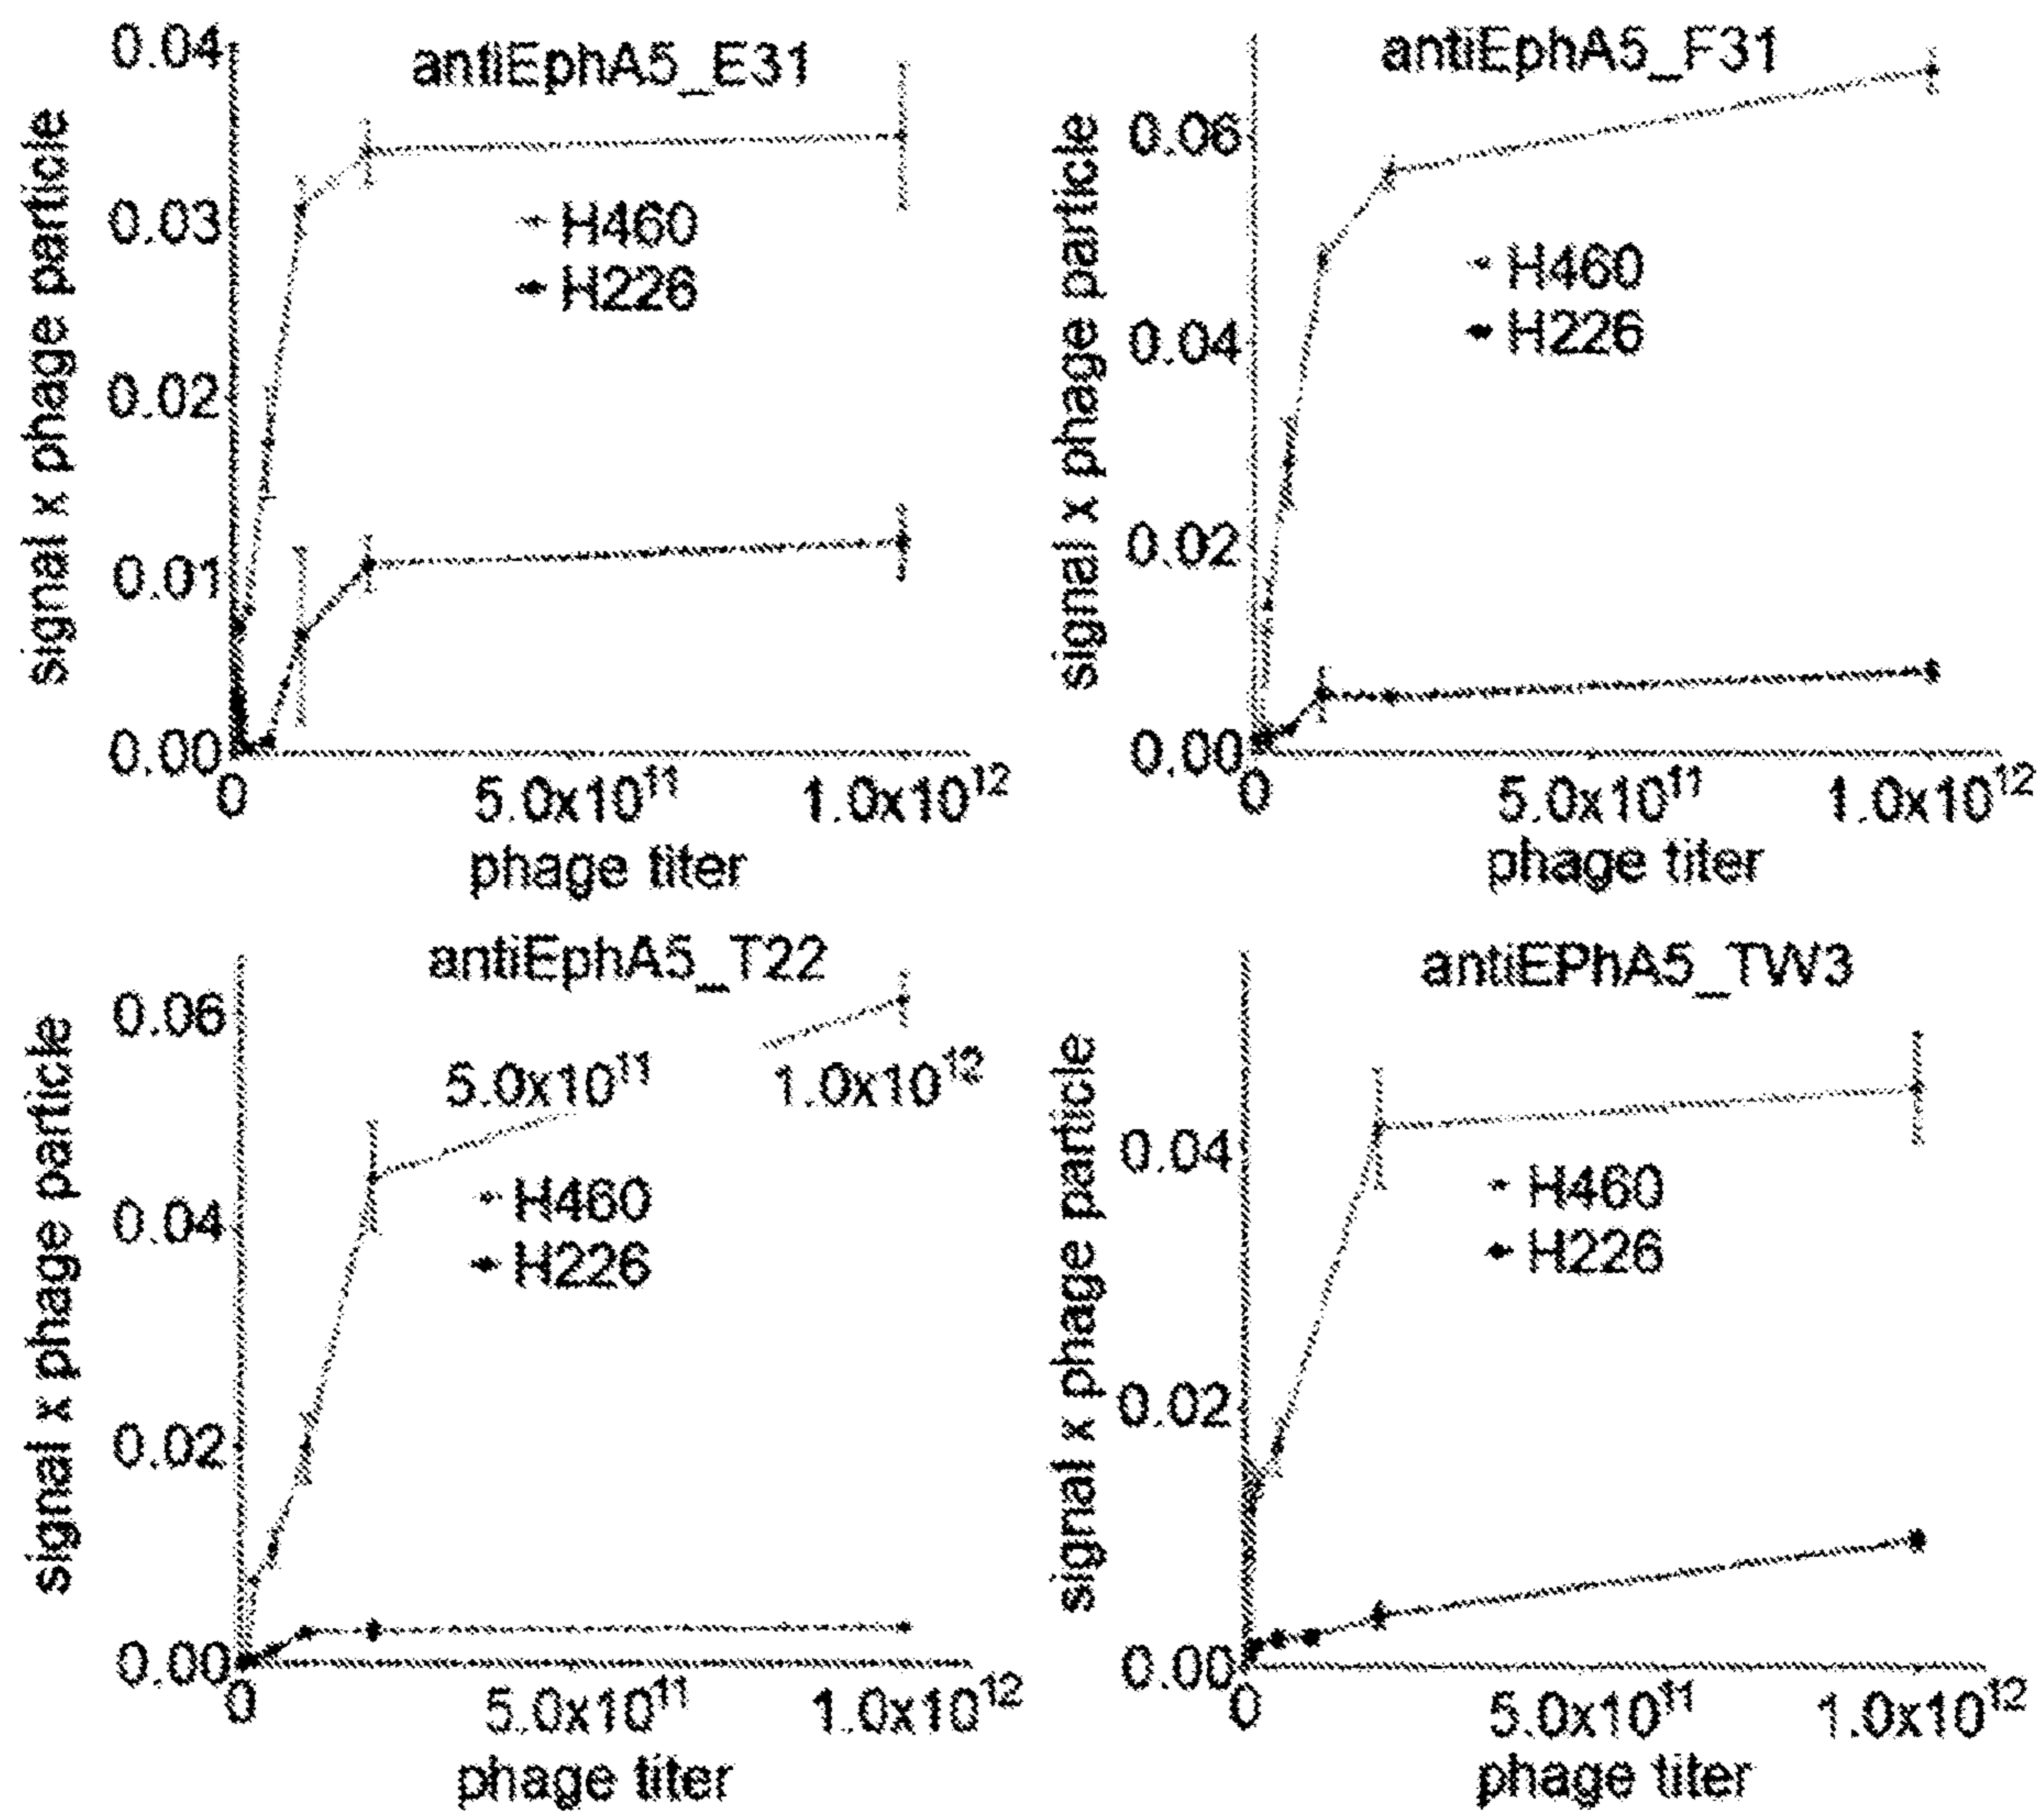 antiEphA5_E31
signal x phage particle
0.04
0.03
0.02
0.01
0.00
H460
H226
0
5.0x10¹¹
1.0x10¹²
phage titer
antiEphA5_F31
signal x phage particle
0.06
0.04
0.02
0.00
H460
H226
0
5.0x10¹¹
1.0x10¹²
phage titer
antiEphA5_T22
signal x phage particle
0.06
0.04
0.02
0.00
5.0x10¹¹
1.0x10¹²
H460
H226
0
5.0x10¹¹
1.0x10¹²
phage titer
antiEPhA5_TW3
signal x phage particle
0.04
0.02
0.00
H460
H226
0
5.0x10¹¹
1.0x10¹²
phage titer